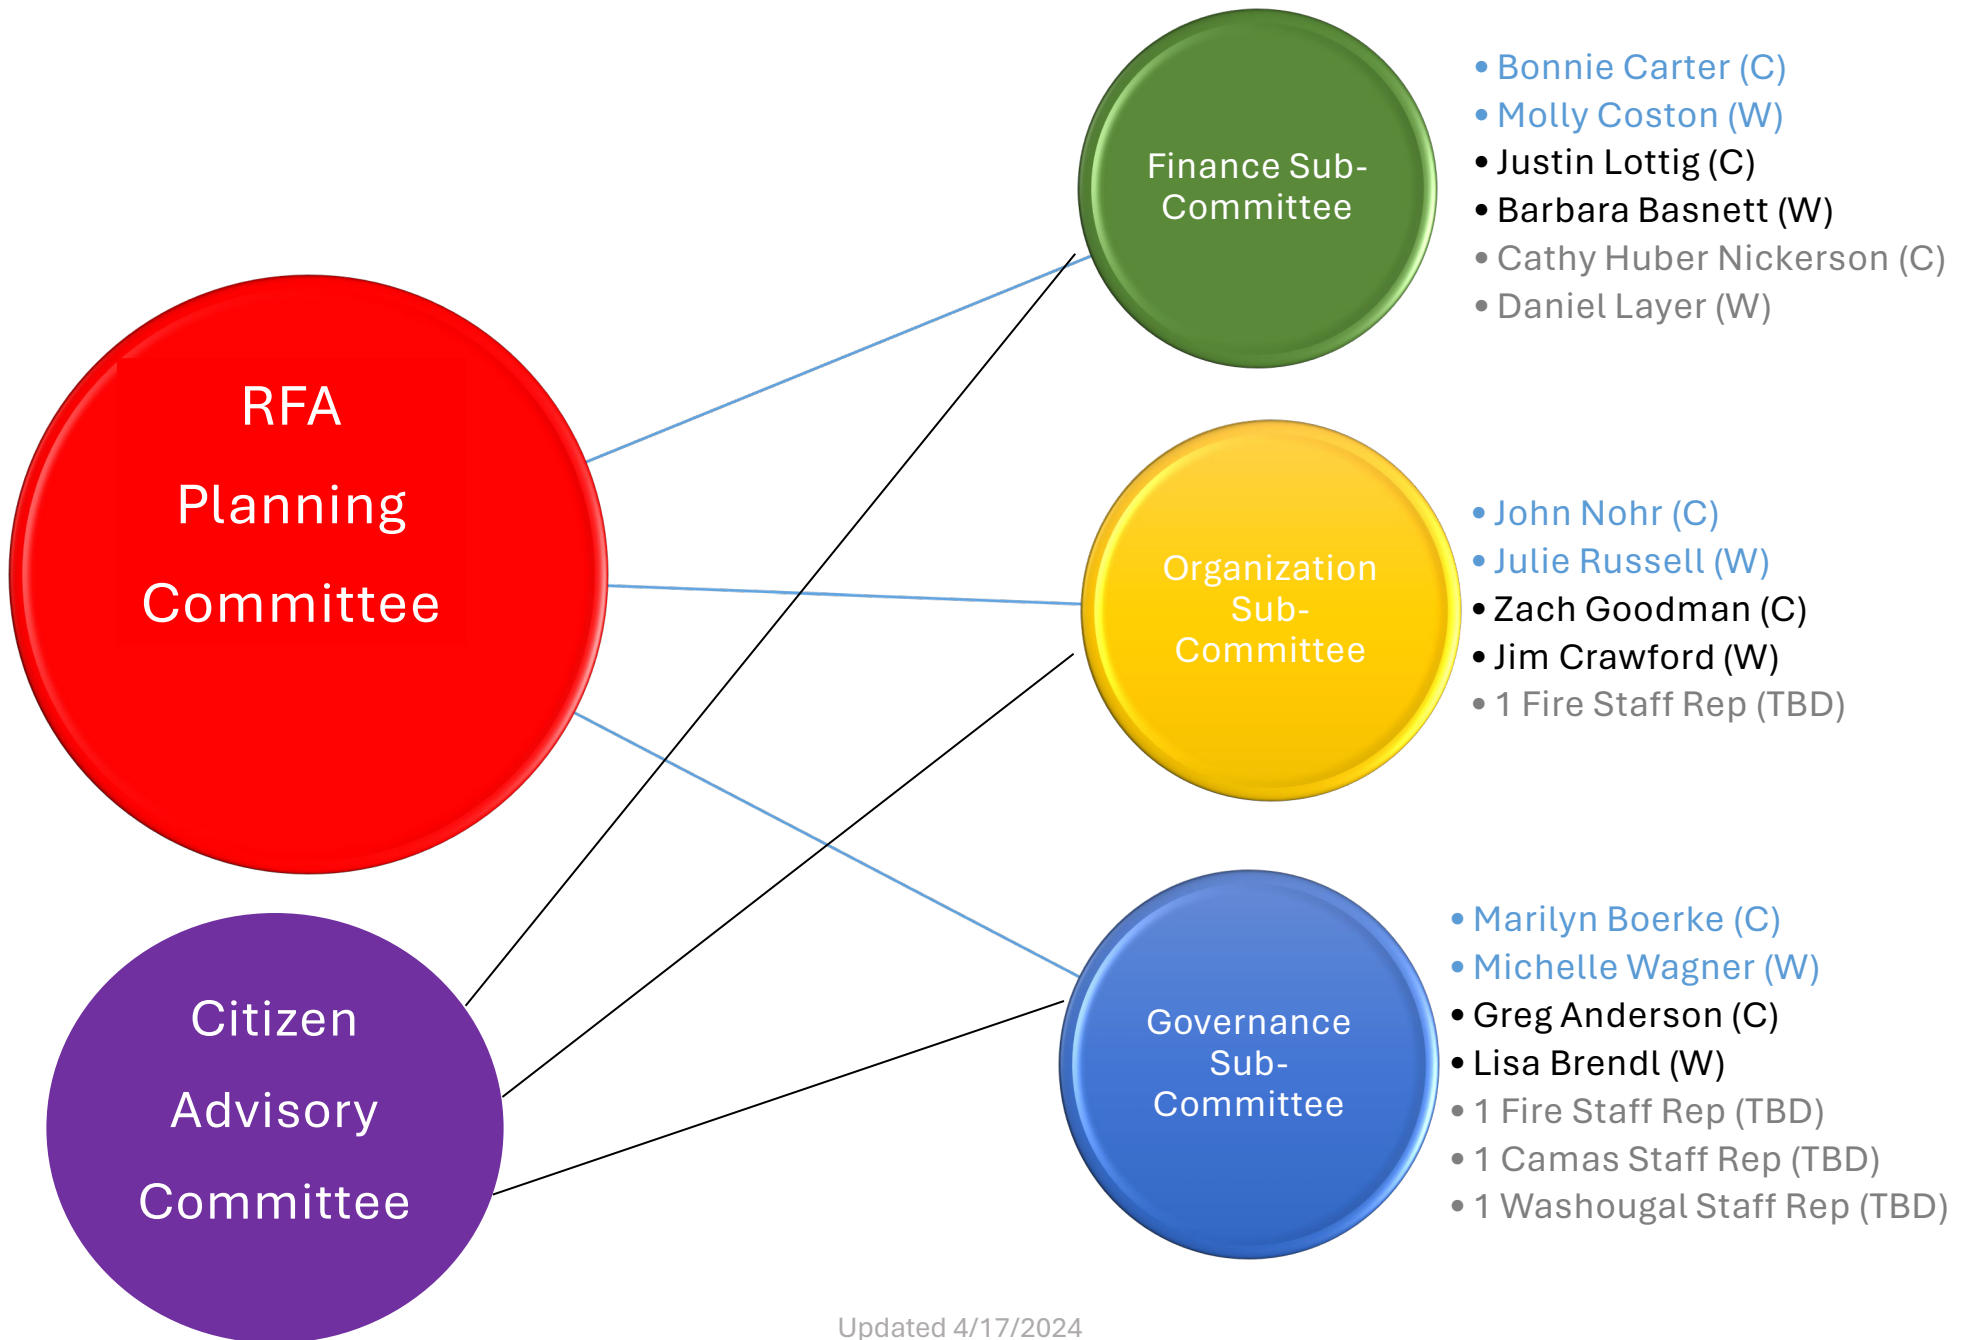 RFA
Planning
Committee
Citizen
Advisory
Committee
Finance Sub-
Committee
• Bonnie Carter (C)
• Molly Coston (W)
• Justin Lottig (C)
• Barbara Basnett (W)
• Cathy Huber Nickerson (C)
• Daniel Layer (W)
Organization
Sub-
Committee
• John Nohr (C)
• Julie Russell (W)
• Zach Goodman (C)
• Jim Crawford (W)
• 1 Fire Staff Rep (TBD)
Governance
Sub-
Committee
• Marilyn Boerke (C)
• Michelle Wagner (W)
• Greg Anderson (C)
• Lisa Brendl (W)
• 1 Fire Staff Rep (TBD)
• 1 Camas Staff Rep (TBD)
• 1 Washougal Staff Rep (TBD)
Updated 4/17/2024